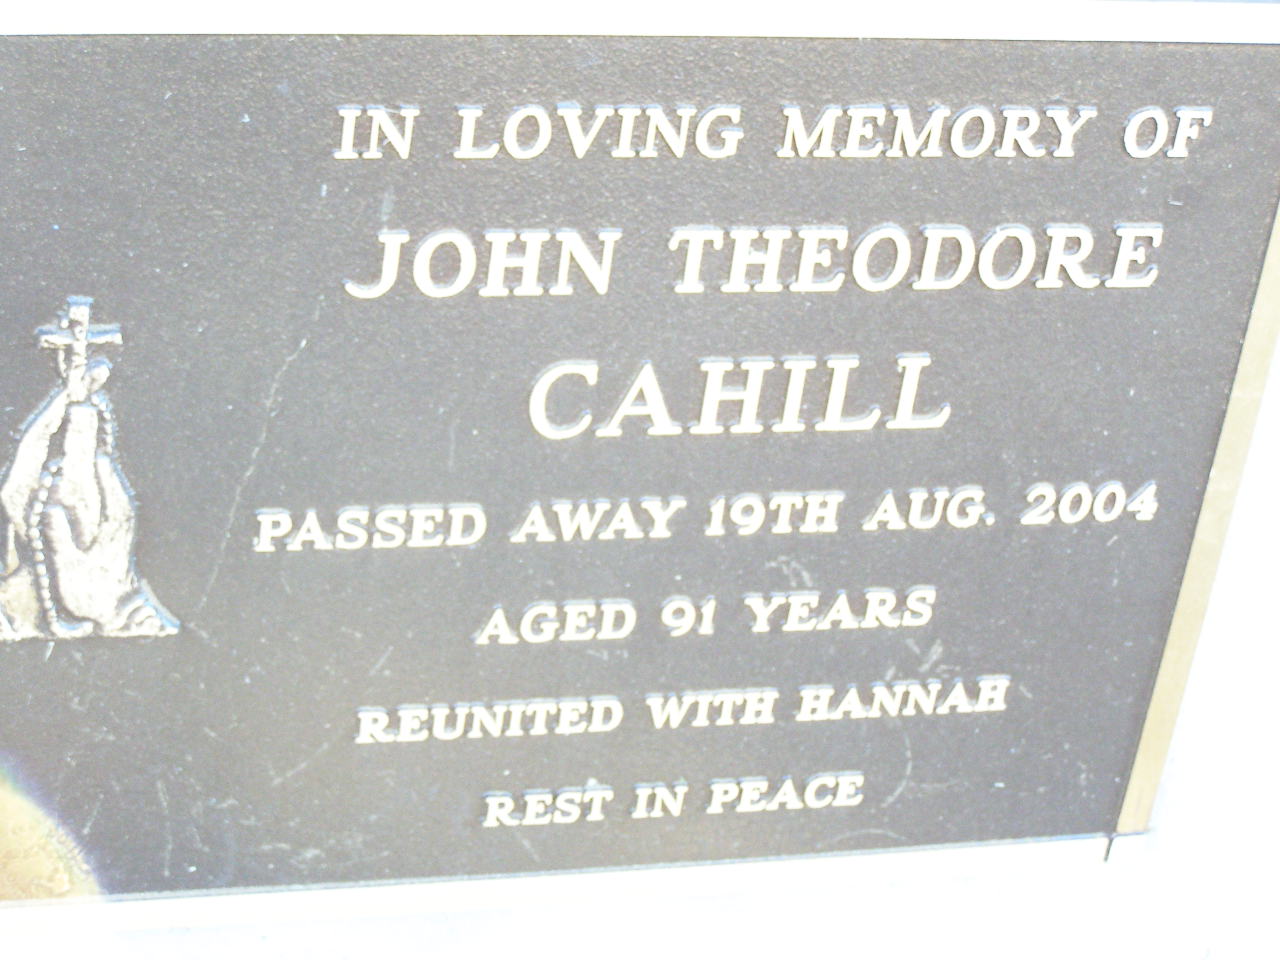 IN LOVING MEMORY OF
JOHN THEODORE
CAHILL
PASSED AWAY 19TH AUG. 2004
AGED 91 YEARS
REUNITED WITH HANNAH
REST IN PEACE